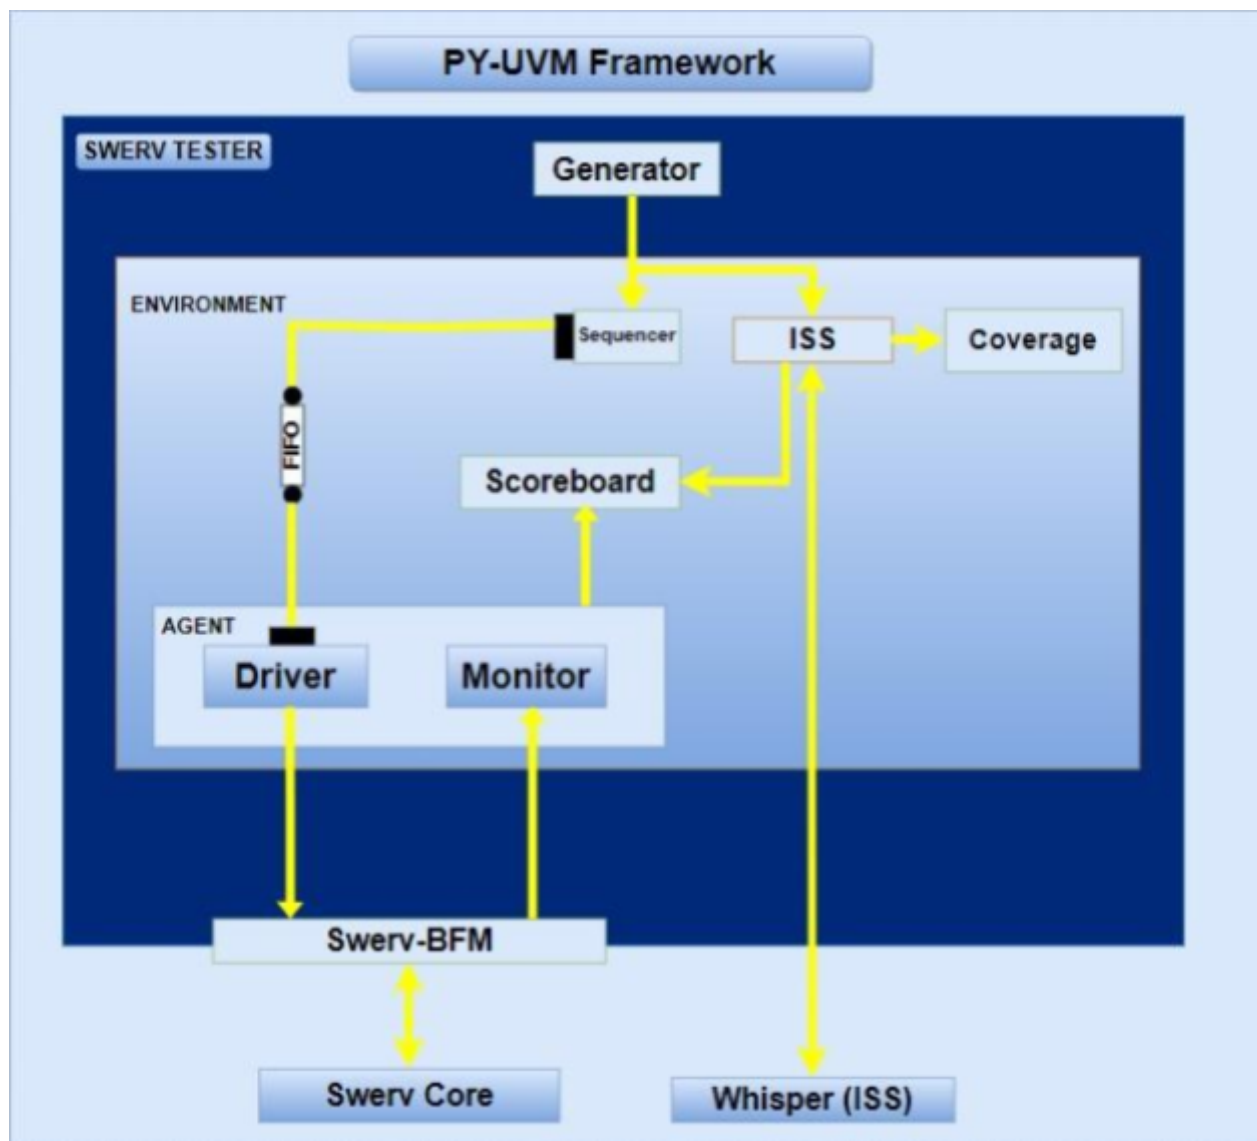 PY-UVM Framework
SWERV TESTER
Generator
ENVIRONMENT
Sequencer
ISS
Coverage
FIFO
Scoreboard
AGENT
Driver
Monitor
Swerv-BFM
Swerv Core
Whisper (ISS)